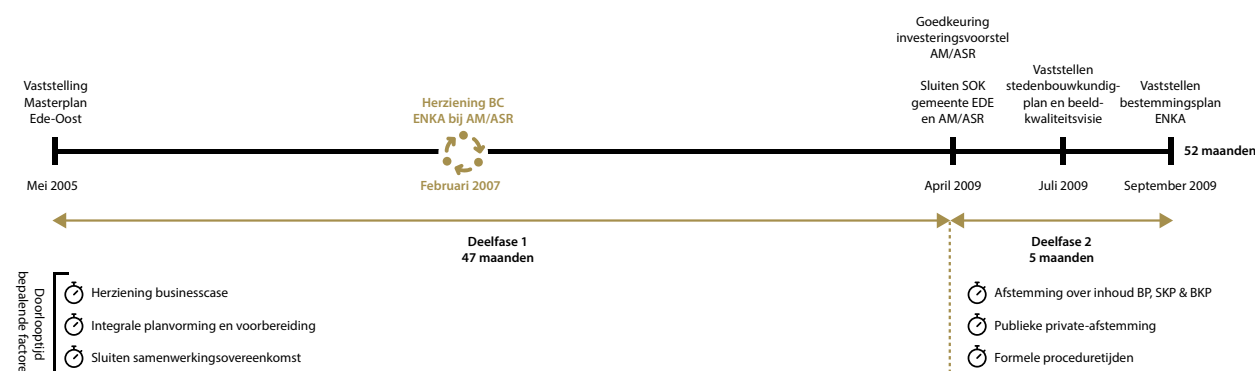 Goedkeuring
investeringsvoorstel
AM/ASR
Vaststelling
Masterplan
Ede-Oost
Herziening BC
ENKA bij AM/ASR
Sluiten SOK
gemeente EDE
en AM/ASR
Vaststellen
stedenbouwkundig-
plan en beeld-
kwaliteitsvisie
Vaststellen
bestemmingsplan
ENKA
52 maanden
Mei 2005
Februari 2007
April 2009
Juli 2009
September 2009
Deelfase 1
47 maanden
Deelfase 2
5 maanden
Doorlooptijd
bepalende factore
Herziening businesscase
Integrale planvorming en voorbereiding
Sluiten samenwerkingsovereenkomst
Afstemming over inhoud BP, SKP & BKP
Publieke private-afstemming
Formele proceduretijden